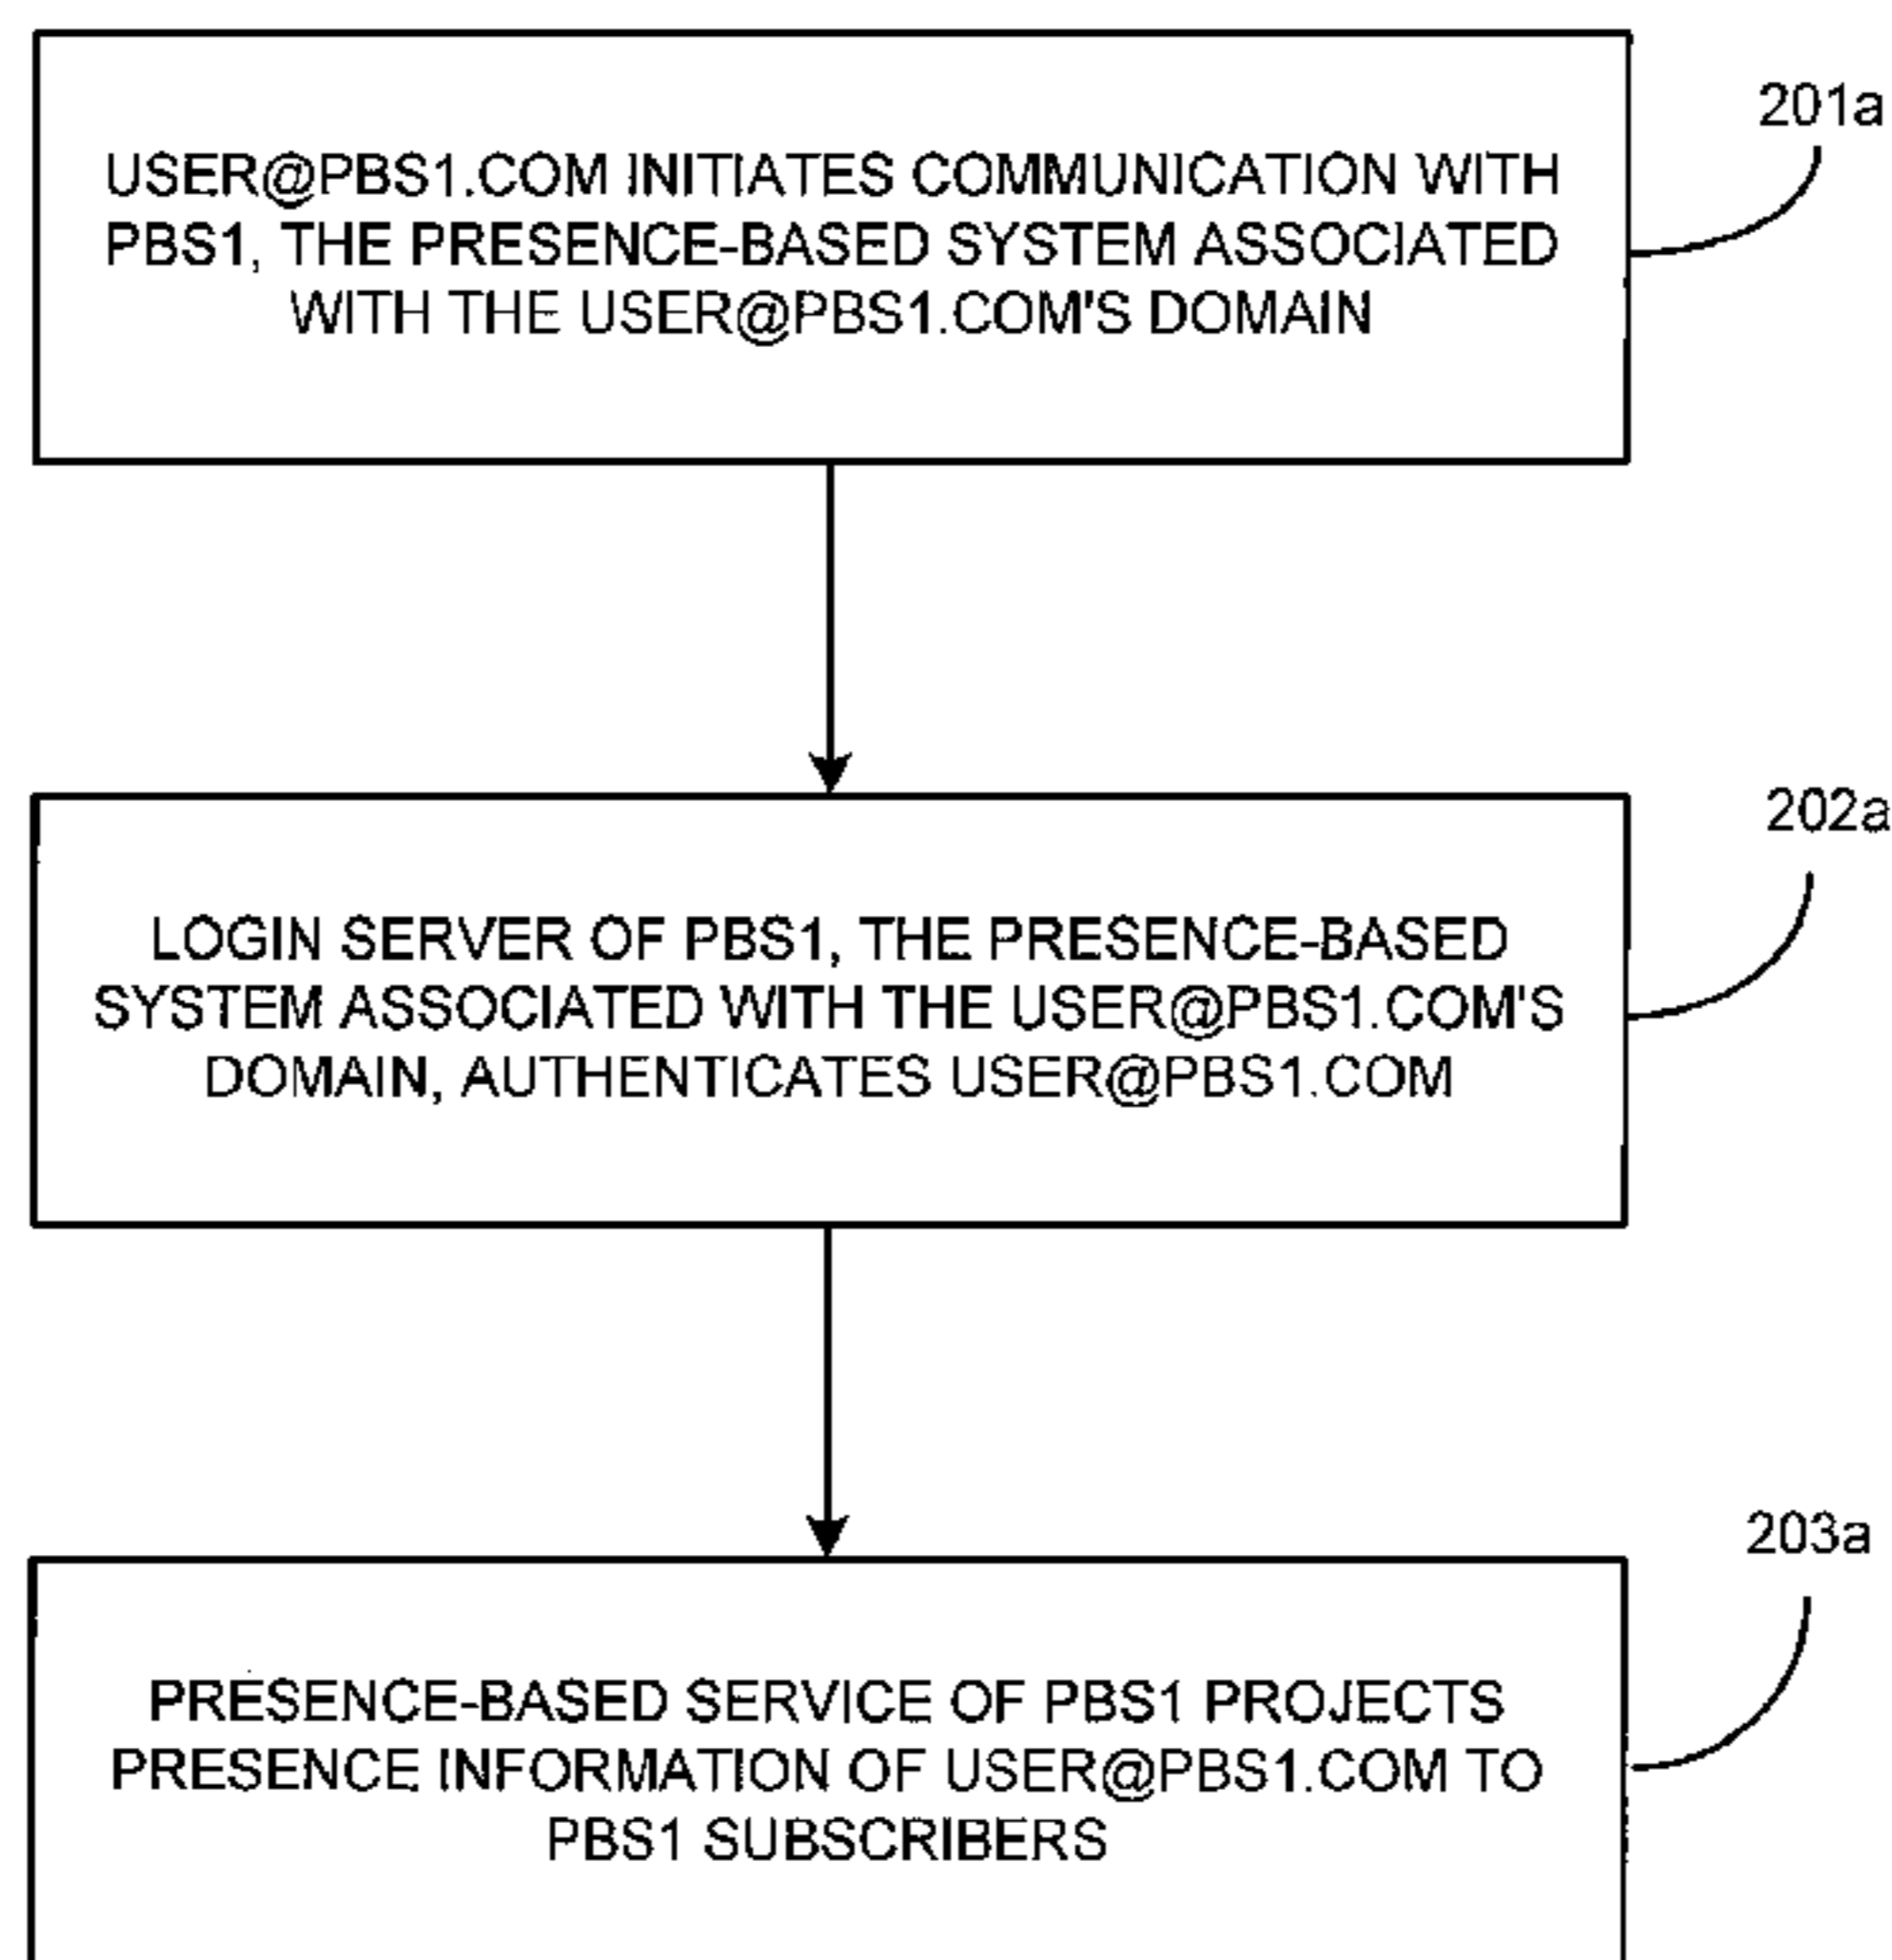 201a
USER@PBS1.COM INITIATES COMMUNICATION WITH
PBS1, THE PRESENCE-BASED SYSTEM ASSOCIATED
WITH THE USER@PBS1.COM'S DOMAIN
202a
LOGIN SERVER OF PBS1, THE PRESENCE-BASED
SYSTEM ASSOCIATED WITH THE USER@PBS1.COM'S
DOMAIN, AUTHENTICATES USER@PBS1.COM
203a
PRESENCE-BASED SERVICE OF PBS1 PROJECTS
PRESENCE INFORMATION OF USER@PBS1.COM TO
PBS1 SUBSCRIBERS